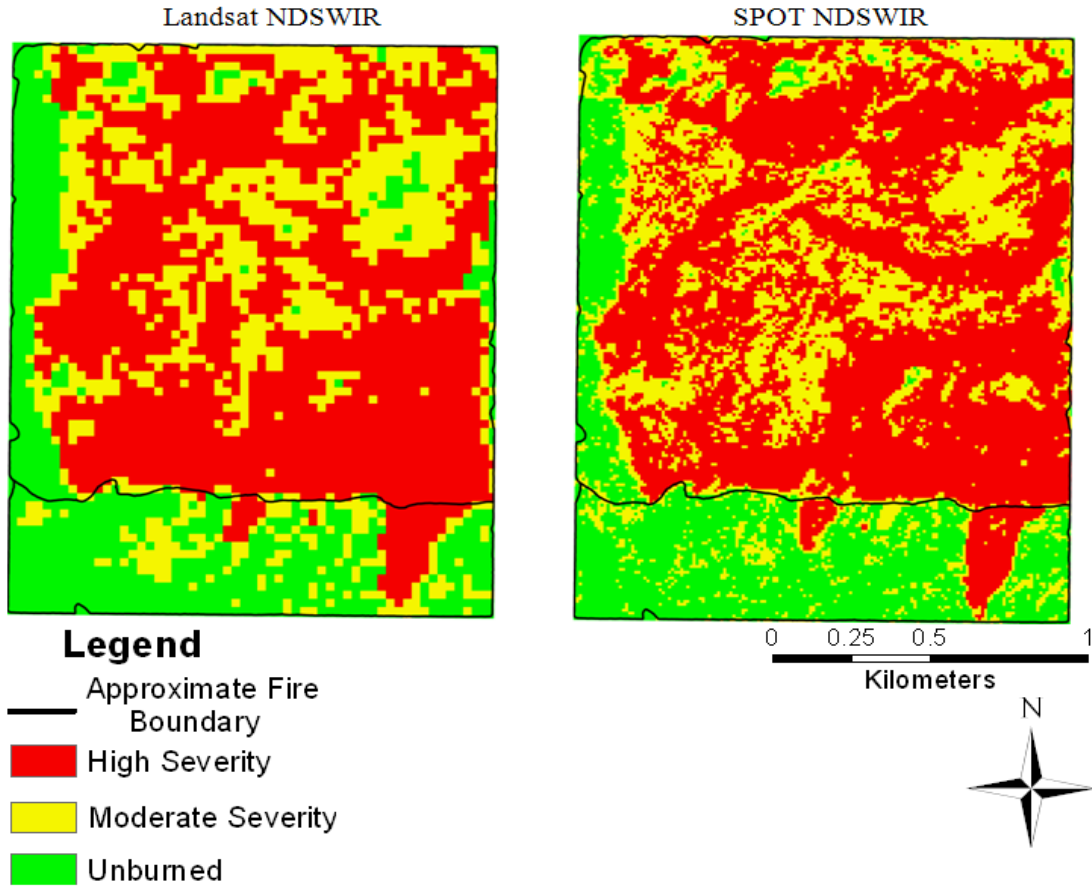 Landsat NDSWIR
SPOT NDSWIR
Legend
Approximate Fire
Boundary
High Severity
Moderate Severity
Unburned
0 0.25 0.5 1
Kilometers
N